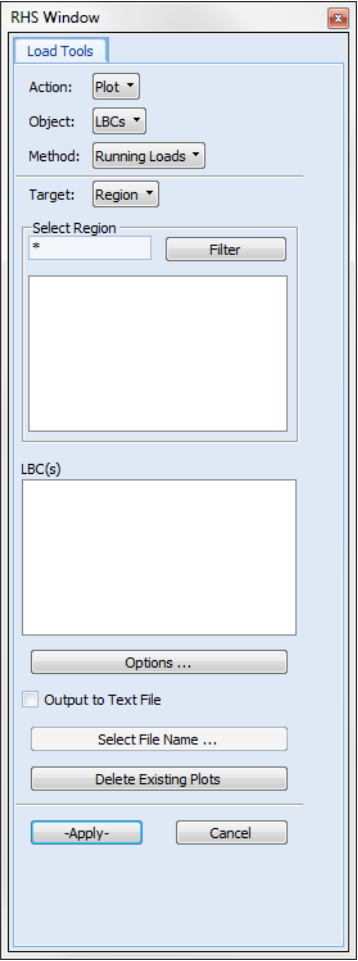 RHS Window
Load Tools
Action: Plot
Object: LBCs
Method: Running Loads
Target: Region
Select Region
* Filter
LBC(s)
Options ...
Output to Text File
Select File Name ...
Delete Existing Plots
-Apply- Cancel